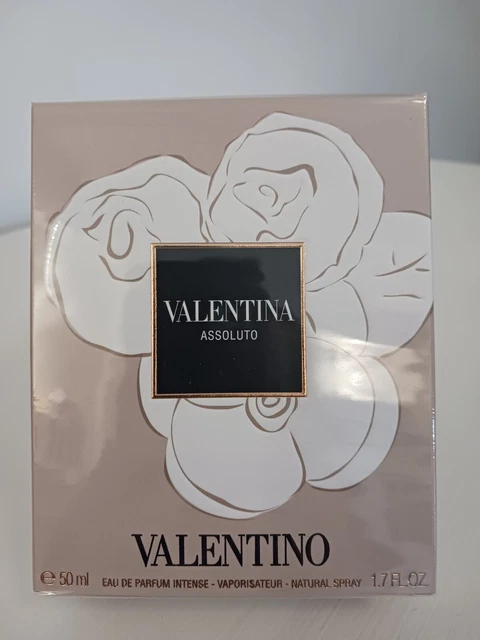 VALENTINA
ASSOLUTO
VALENTINO
℮ 50 ml EAU DE PARFUM INTENSE - VAPORISATEUR - NATURAL SPRAY 1.7 FL.OZ.